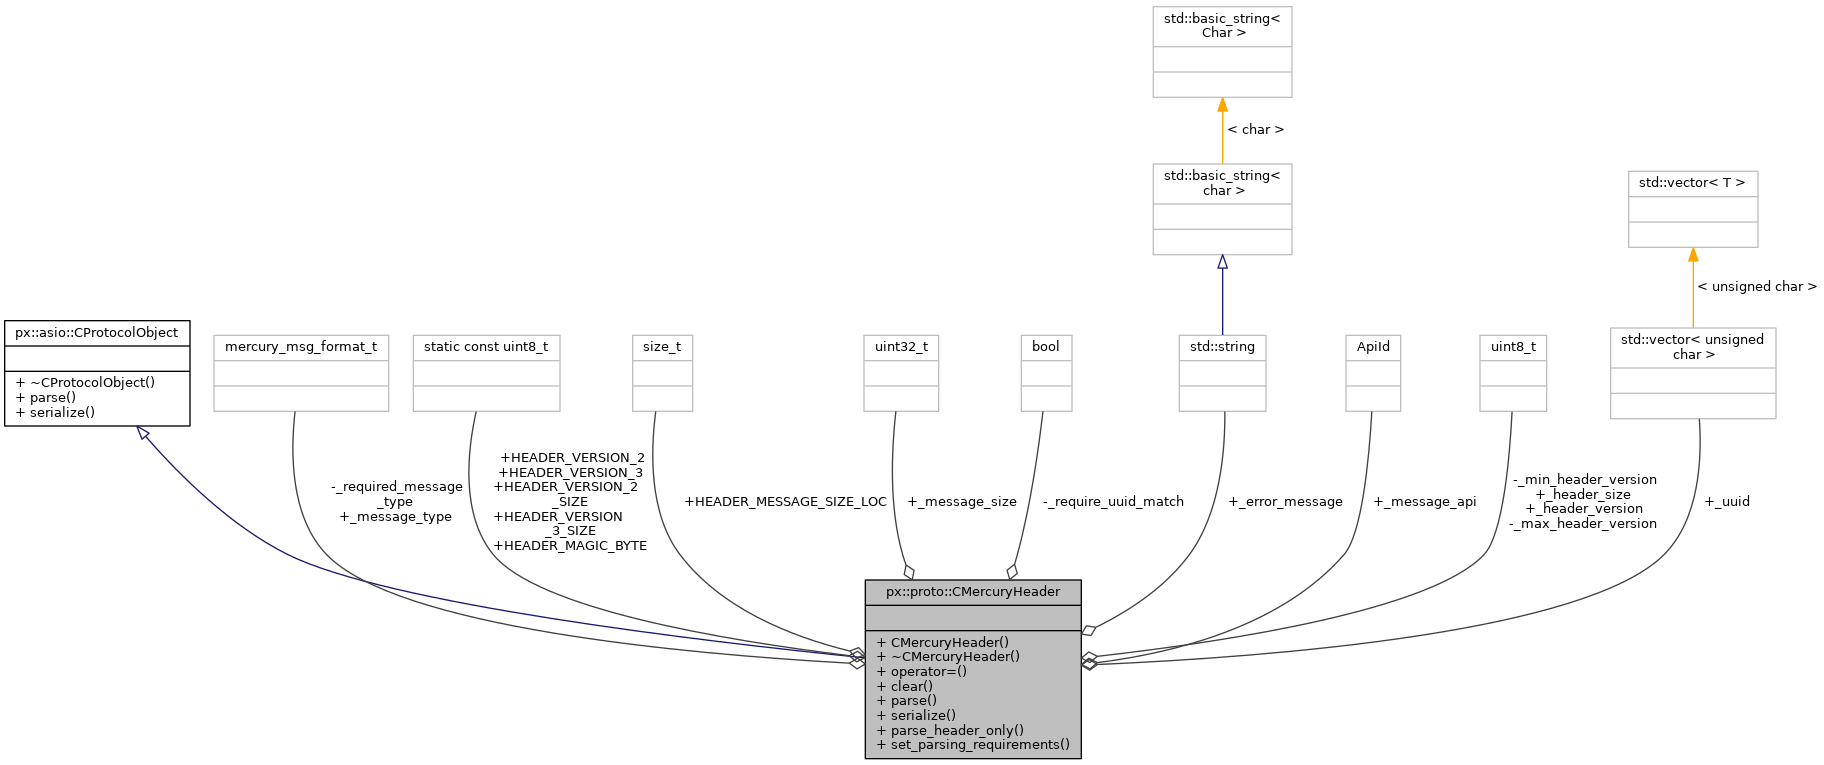 std::basic_string<
Char >
< char >
std::basic_string<
char >
std::vector< T >
< unsigned char >
px::asio::CProtocolObject
+ ~CProtocolObject()
+ parse()
+ serialize()
mercury_msg_format_t
static const uint8_t
size_t
uint32_t
bool
std::string
ApiId
uint8_t
std::vector< unsigned
char >
-_required_message
_type
+_message_type
+HEADER_VERSION_2
+HEADER_VERSION_3
+HEADER_VERSION_2
_SIZE
+HEADER_VERSION
_3_SIZE
+HEADER_MAGIC_BYTE
+HEADER_MESSAGE_SIZE_LOC
+_message_size
-_require_uuid_match
+_error_message
+_message_api
-_min_header_version
+_header_size
+_header_version
-_max_header_version
+_uuid
px::proto::CMercuryHeader
+ CMercuryHeader()
+ ~CMercuryHeader()
+ operator=()
+ clear()
+ parse()
+ serialize()
+ parse_header_only()
+ set_parsing_requirements()